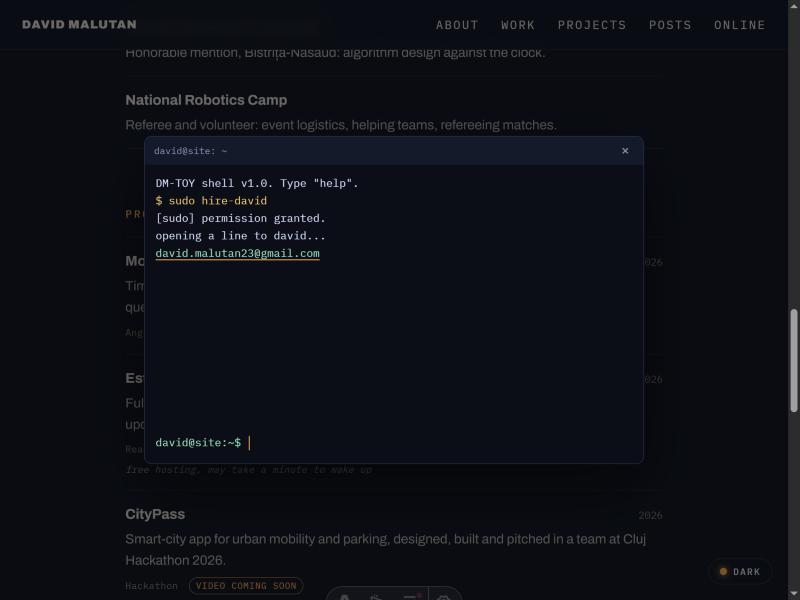 DAVID MALUTAN
ABOUT WORK PROJECTS POSTS ONLINE
Honorable mention, Bistrița-Năsăud: algorithm design against the clock.
National Robotics Camp
Referee and volunteer: event logistics, helping teams, refereeing matches.
david@site: ~ ×
DM-TOY shell v1.0. Type "help".
$ sudo hire-david
[sudo] permission granted.
opening a line to david...
david.malutan23@gmail.com
david@site:~$
free hosting, may take a minute to wake up
CityPass 2026
Smart-city app for urban mobility and parking, designed, built and pitched in a team at Cluj
Hackathon 2026.
Hackathon VIDEO COMING SOON
DARK